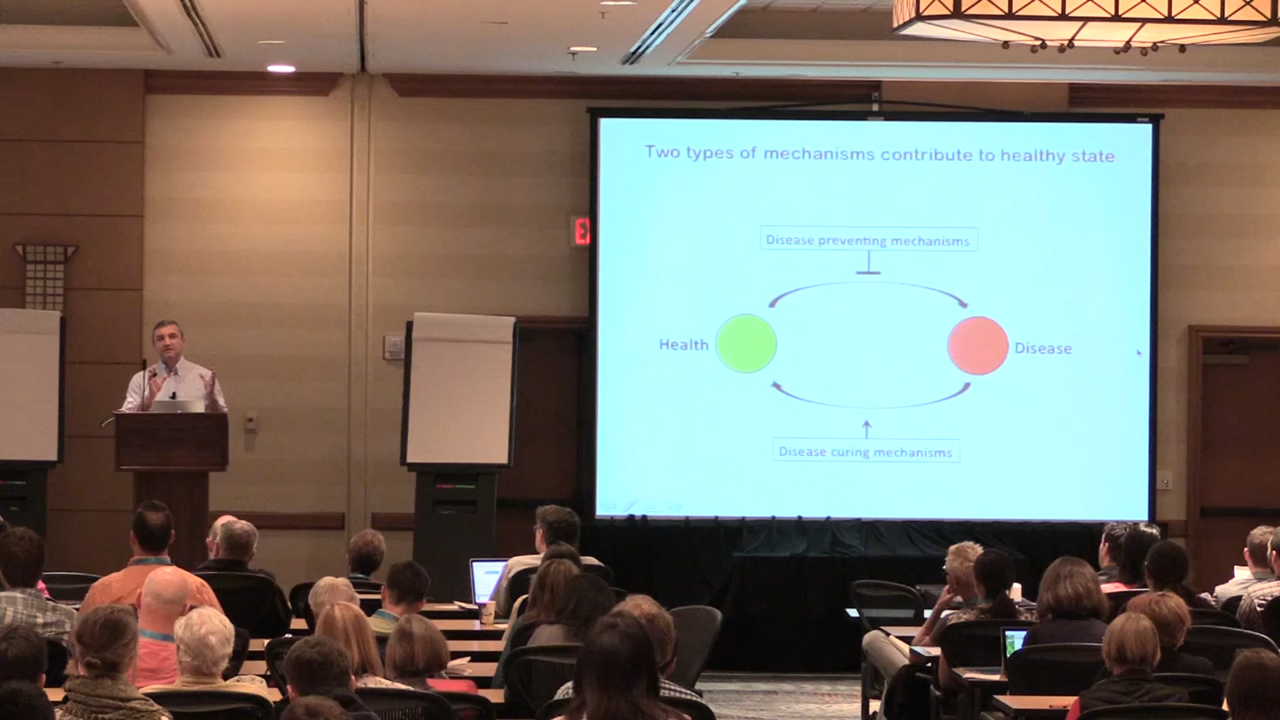 Two types of mechanisms contribute to healthy state
Disease preventing mechanisms
Health
Disease
Disease curing mechanisms